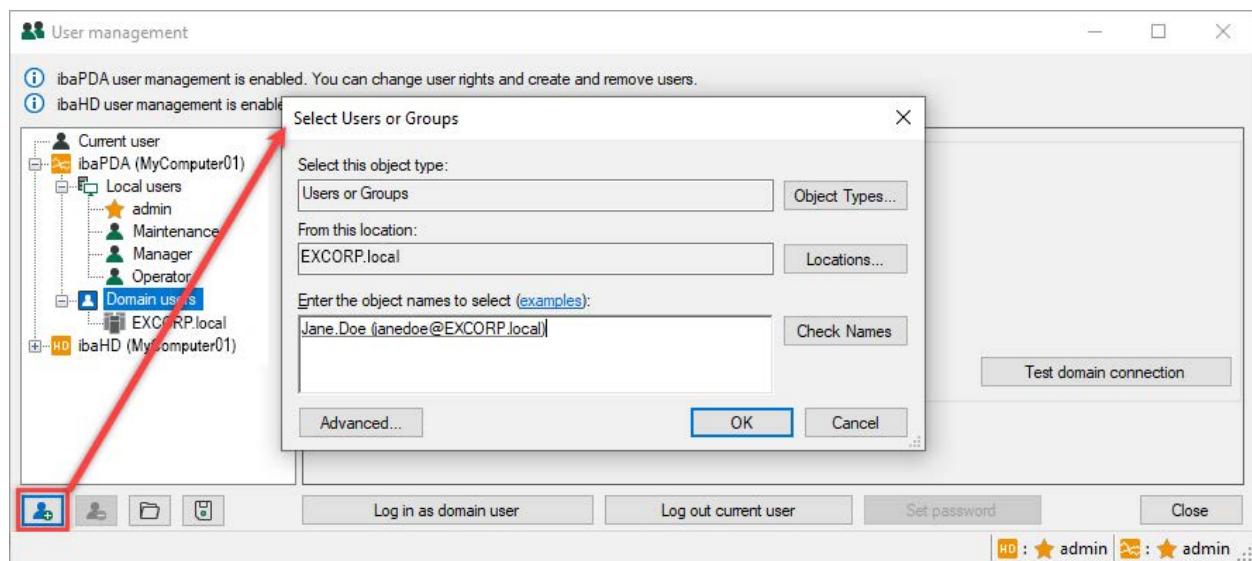 User management
ibaPDA user management is enabled. You can change user rights and create and remove users.
ibaHD user management is enable
Select Users or Groups
Select this object type:
Users or Groups
Object Types...
From this location:
EXCORP.local
Locations...
Enter the object names to select (examples):
Jane.Doe (janedoe@EXCORP.local)
Check Names
Advanced...
OK
Cancel
Current user
ibaPDA (MyComputer01)
Local users
admin
Maintenance
Manager
Operator
Domain users
EXCORP.local
HD ibaHD (MyComputer01)
Test domain connection
Log in as domain user
Log out current user
Set password
Close
HD : admin : admin